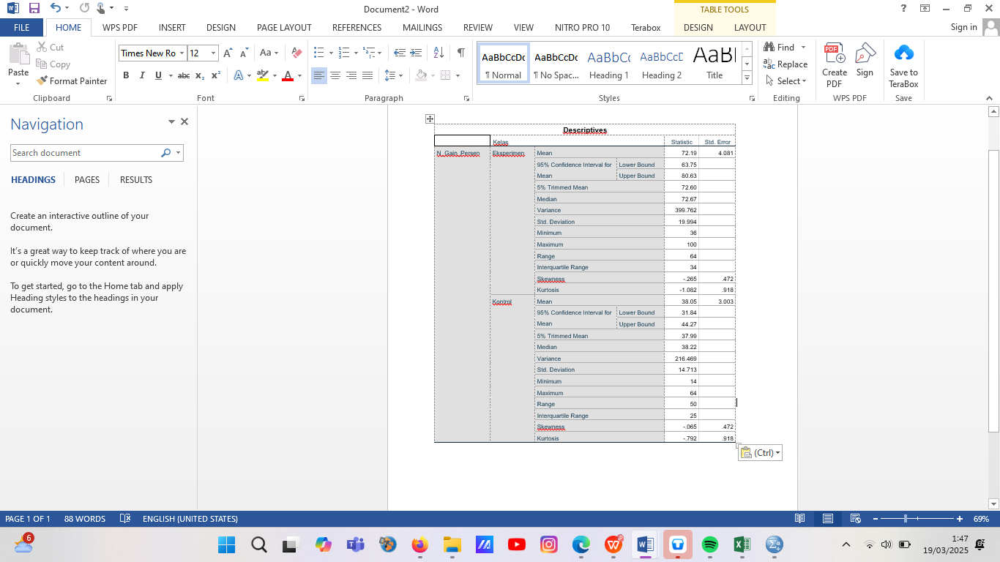 Document2 - Word
TABLE TOOLS
FILE HOME WPS PDF INSERT DESIGN PAGE LAYOUT REFERENCES MAILINGS REVIEW VIEW NITRO PRO 10 Terabox DESIGN LAYOUT Sign in
Paste
Cut
Copy
Format Painter
Clipboard
Times New Ro 12
Font
Paragraph
AaBbCcDc AaBbCcDc AaBbCc AaBbCcD AaBl
¶ Normal ¶ No Spac... Heading 1 Heading 2 Title
Styles
Find
Replace
Select
Editing
Create PDF
Sign
WPS PDF
Save to TeraBox
Save
Navigation
Search document
HEADINGS PAGES RESULTS
Create an interactive outline of your
document.
It's a great way to keep track of where you are
or quickly move your content around.
To get started, go to the Home tab and apply
Heading styles to the headings in your
document.
Descriptives
Kelas Statistic Std. Error
N_Gain_Persen Eksperimen Mean 72.19 4.081
95% Confidence Interval for Lower Bound 63.75
Mean Upper Bound 80.63
5% Trimmed Mean 72.60
Median 72.67
Variance 399.762
Std. Deviation 19.994
Minimum 36
Maximum 100
Range 64
Interquartile Range 34
Skewness -.265 .472
Kurtosis -1.082 .918
Kontrol Mean 38.05 3.003
95% Confidence Interval for Lower Bound 31.84
Mean Upper Bound 44.27
5% Trimmed Mean 37.99
Median 38.22
Variance 216.469
Std. Deviation 14.713
Minimum 14
Maximum 64
Range 50
Interquartile Range 25
Skewness -.065 .472
Kurtosis -.792 .918
(Ctrl)
PAGE 1 OF 1 88 WORDS ENGLISH (UNITED STATES) 69%
6
1:47
19/03/2025